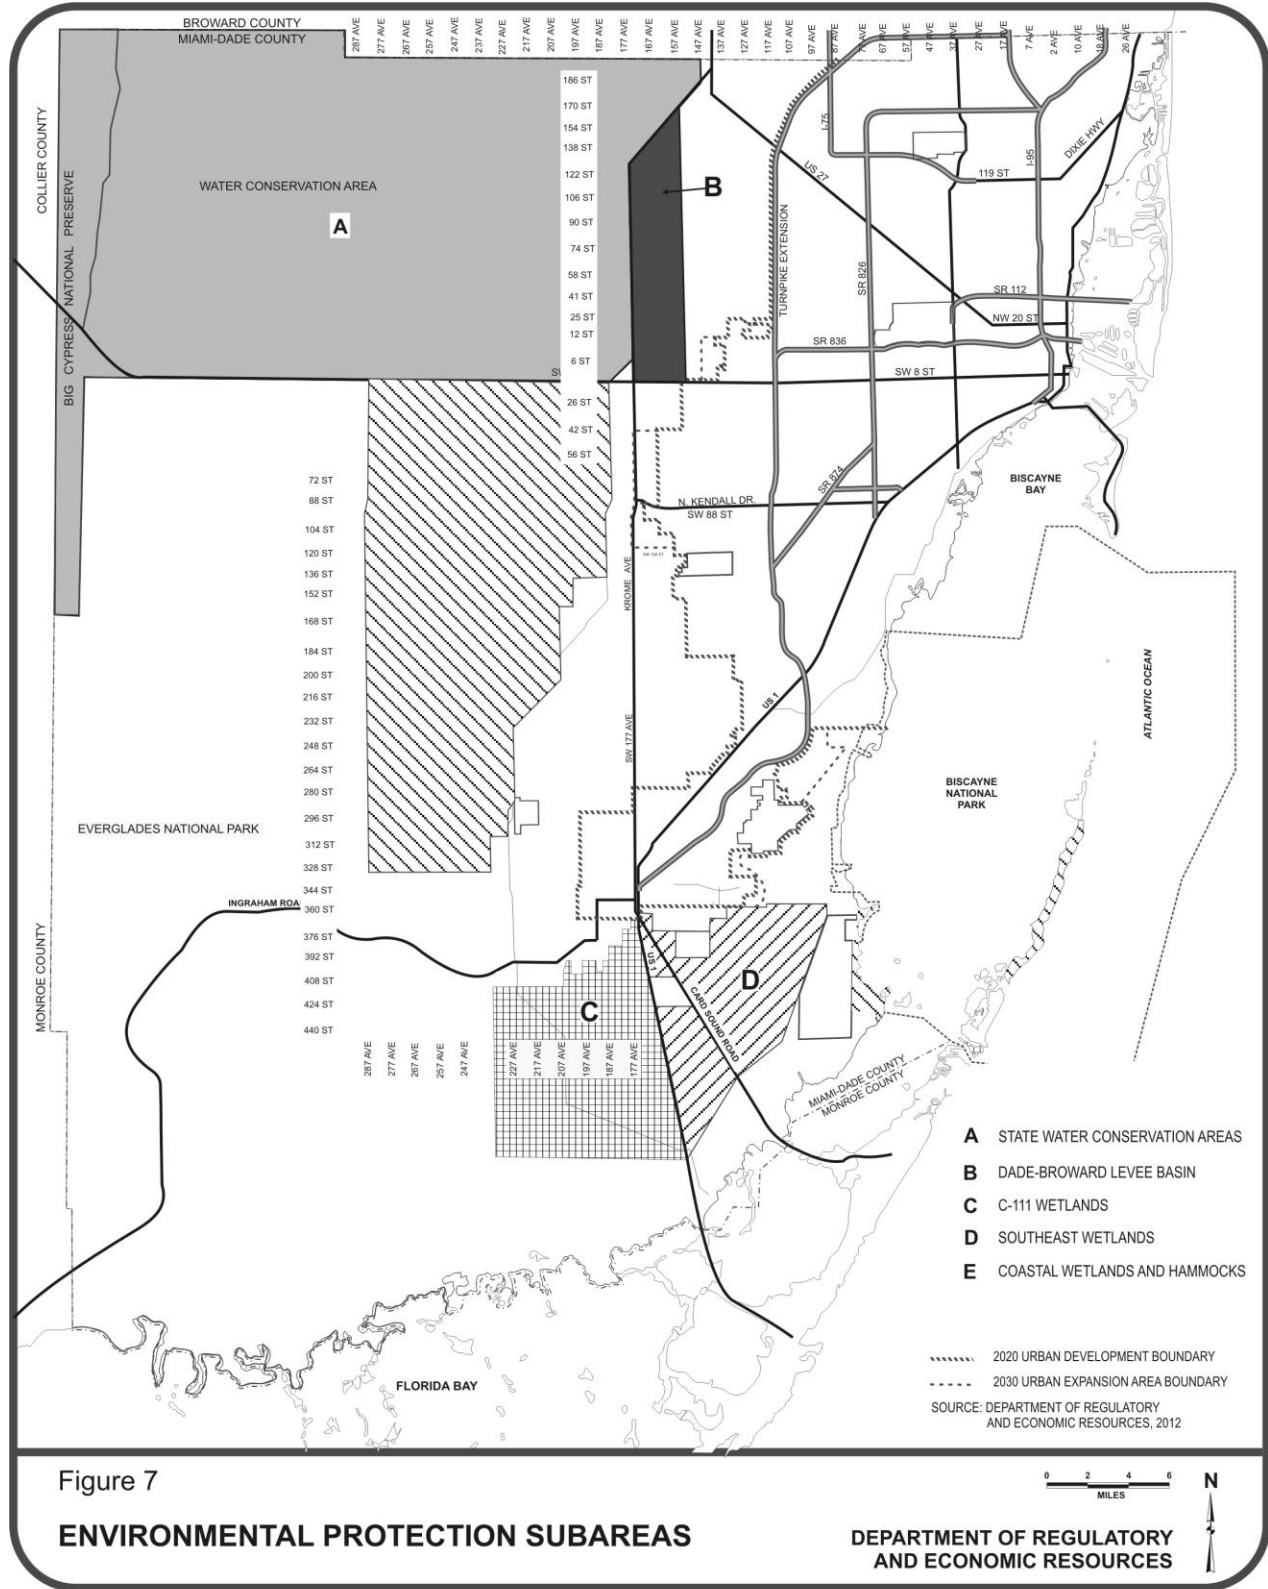 BROWARD COUNTY
MIAMI-DADE COUNTY
287 AVE
277 AVE
267 AVE
257 AVE
247 AVE
237 AVE
227 AVE
217 AVE
207 AVE
197 AVE
187 AVE
177 AVE
167 AVE
157 AVE
147 AVE
137 AVE
127 AVE
117 AVE
107 AVE
97 AVE
87 AVE
67 AVE
57 AVE
47 AVE
37 AVE
27 AVE
17 AVE
7 AVE
2 AVE
10 AVE
18 AVE
26 AVE
COLLIER COUNTY
BIG CYPRESS NATIONAL PRESERVE
WATER CONSERVATION AREA
A
B
186 ST
170 ST
154 ST
138 ST
122 ST
106 ST
90 ST
74 ST
58 ST
41 ST
25 ST
12 ST
6 ST
26 ST
42 ST
56 ST
I-75
US 27
119 ST
I-95
DIXIE HWY
TURNPIKE EXTENSION
SR 826
SR 112
NW 20 ST
SR 836
SW 8 ST
SR 874
N. KENDALL DR.
SW 88 ST
KROME AVE
SW 177 AVE
US 1
BISCAYNE
BAY
ATLANTIC OCEAN
BISCAYNE
NATIONAL
PARK
72 ST
88 ST
104 ST
120 ST
136 ST
152 ST
168 ST
184 ST
200 ST
216 ST
232 ST
248 ST
264 ST
280 ST
296 ST
312 ST
328 ST
344 ST
360 ST
376 ST
392 ST
408 ST
424 ST
440 ST
EVERGLADES NATIONAL PARK
INGRAHAM ROA
MONROE COUNTY
287 AVE
277 AVE
267 AVE
257 AVE
247 AVE
227 AVE
217 AVE
207 AVE
197 AVE
187 AVE
177 AVE
C
D
US 1
CARD SOUND ROAD
MIAMI-DADE COUNTY
MONROE COUNTY
FLORIDA BAY
A STATE WATER CONSERVATION AREAS
B DADE-BROWARD LEVEE BASIN
C C-111 WETLANDS
D SOUTHEAST WETLANDS
E COASTAL WETLANDS AND HAMMOCKS
2020 URBAN DEVELOPMENT BOUNDARY
2030 URBAN EXPANSION AREA BOUNDARY
SOURCE: DEPARTMENT OF REGULATORY
AND ECONOMIC RESOURCES, 2012
Figure 7
ENVIRONMENTAL PROTECTION SUBAREAS
0 2 4 6
MILES
N
DEPARTMENT OF REGULATORY
AND ECONOMIC RESOURCES